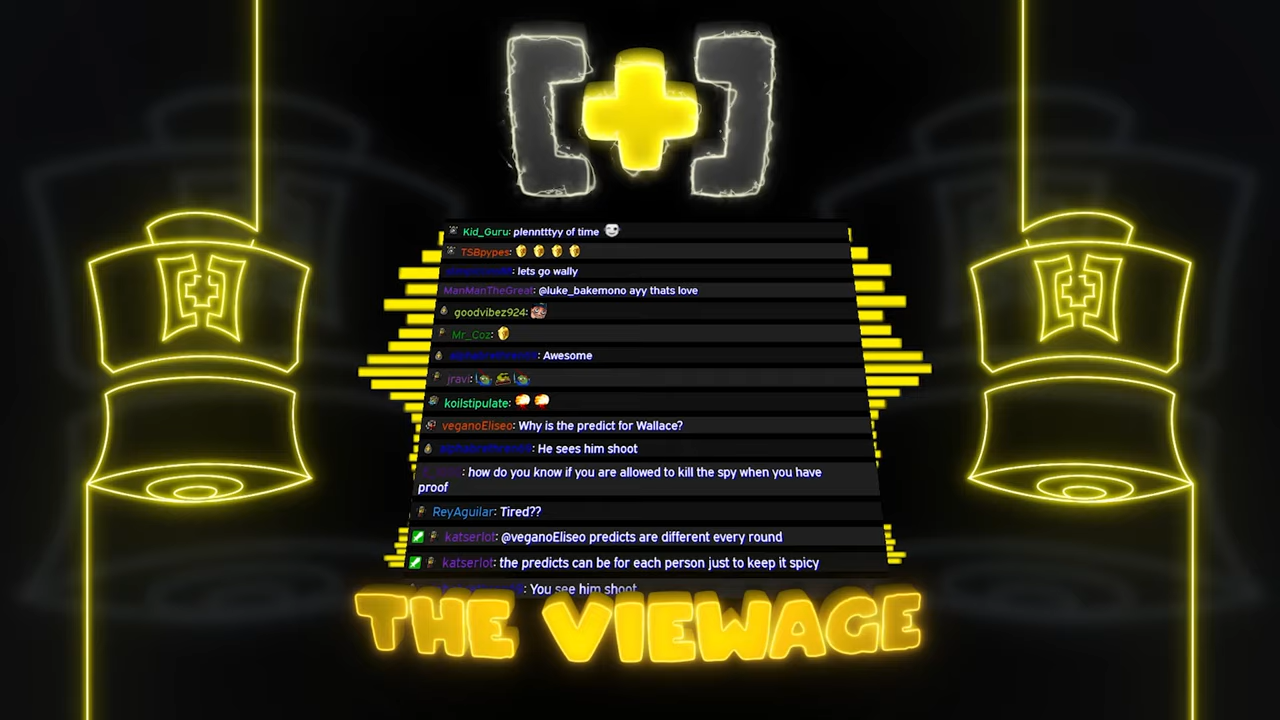 Kid_Guru: plennttyy of time
TSBpypes:
: lets go wally
ManManTheGreat: @luke_bakemono ayy thats love
goodvibez924:
Mr_Coz:
: Awesome
jravi:
koilstipulate:
veganoEliseo: Why is the predict for Wallace?
: He sees him shoot
: how do you know if you are allowed to kill the spy when you have
proof
ReyAguilar: Tired??
katserlot: @veganoEliseo predicts are different every round
katserlot: the predicts can be for each person just to keep it spicy
: You see him shoot
THE VIEWAGE